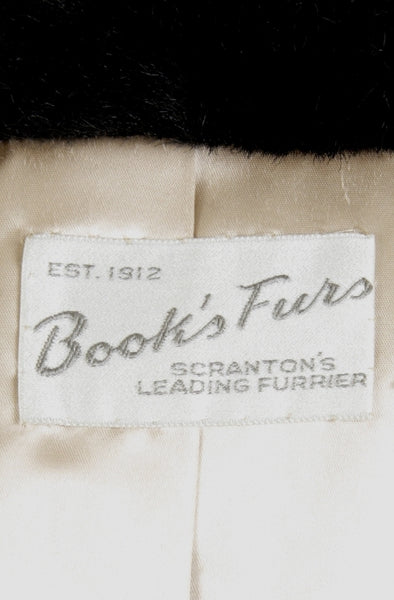 EST. 1912
Book's Furs
SCRANTON'S
LEADING FURRIER